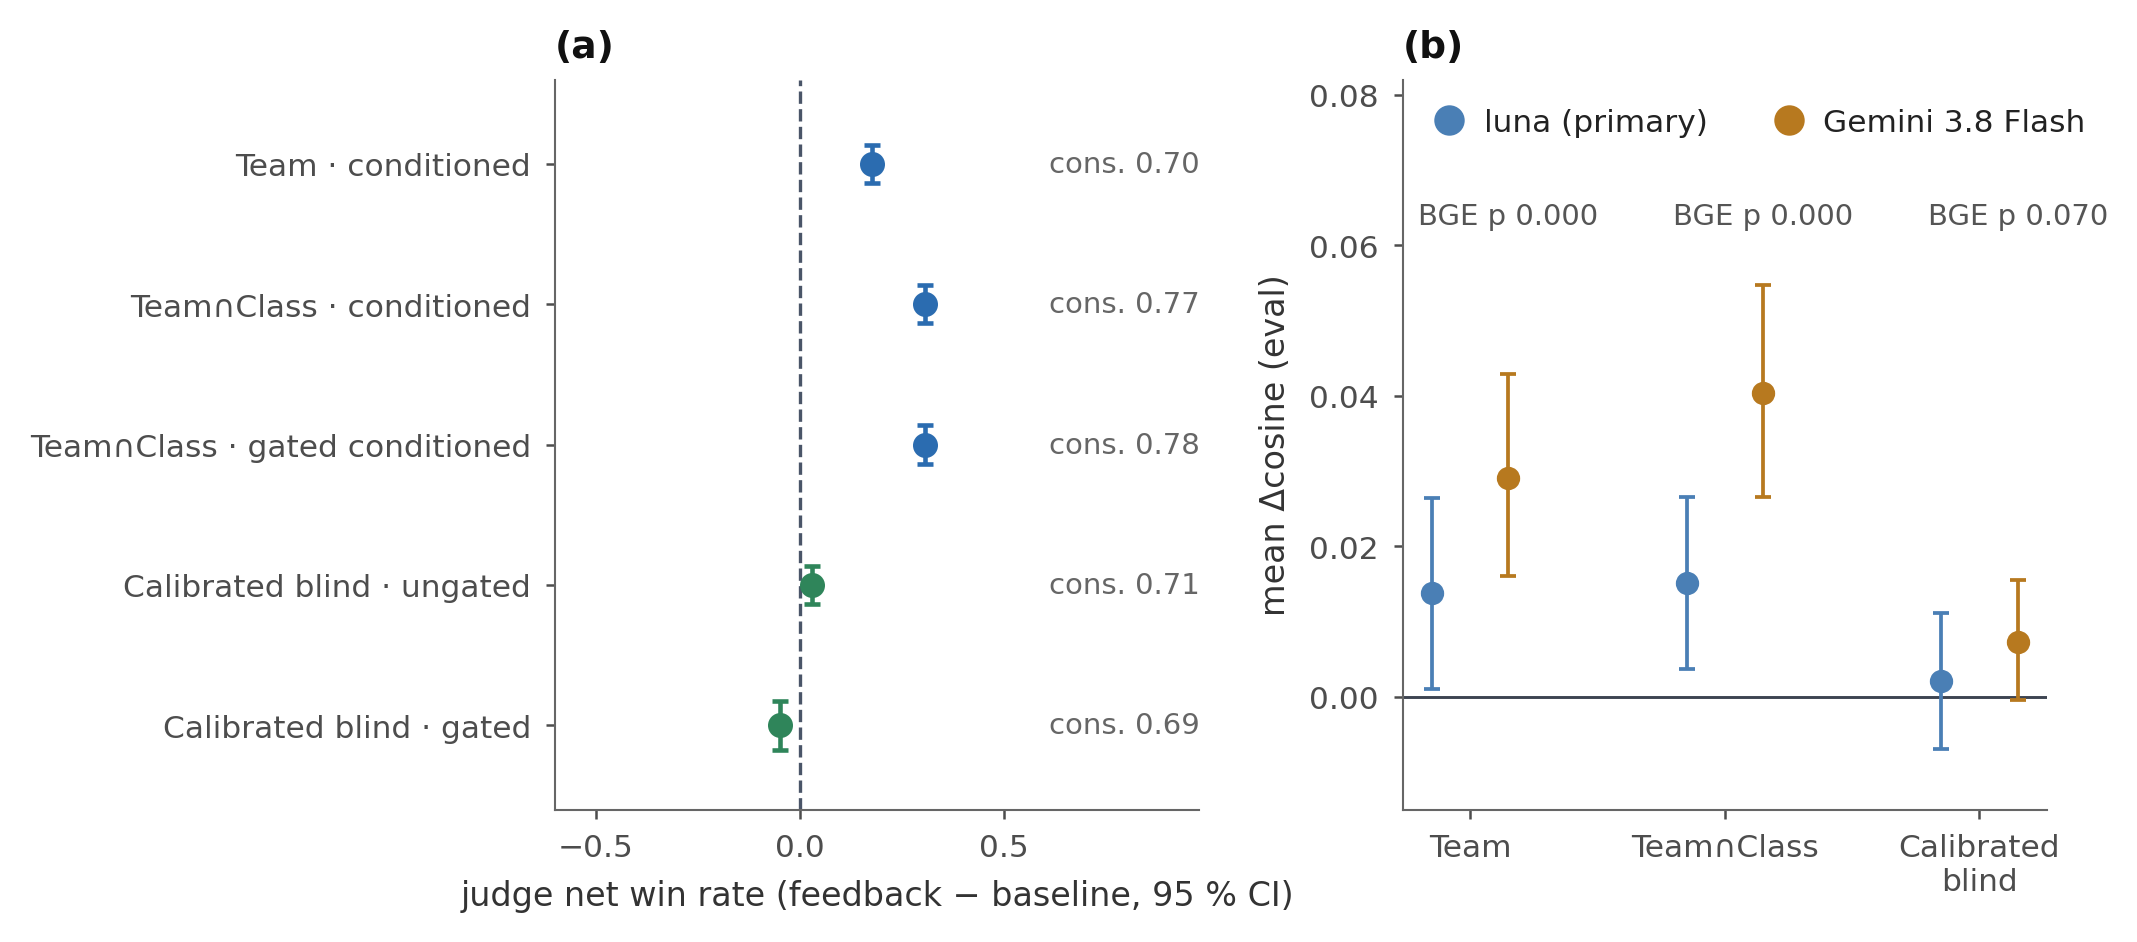 (a)
Team · conditioned
cons. 0.70
Team∩Class · conditioned
cons. 0.77
Team∩Class · gated conditioned
cons. 0.78
Calibrated blind · ungated
cons. 0.71
Calibrated blind · gated
cons. 0.69
−0.5
0.0
0.5
judge net win rate (feedback − baseline, 95 % CI)
(b)
luna (primary)
Gemini 3.8 Flash
BGE p 0.000
BGE p 0.000
BGE p 0.070
mean Δcosine (eval)
0.08
0.06
0.04
0.02
0.00
Team
Team∩Class
Calibrated
blind